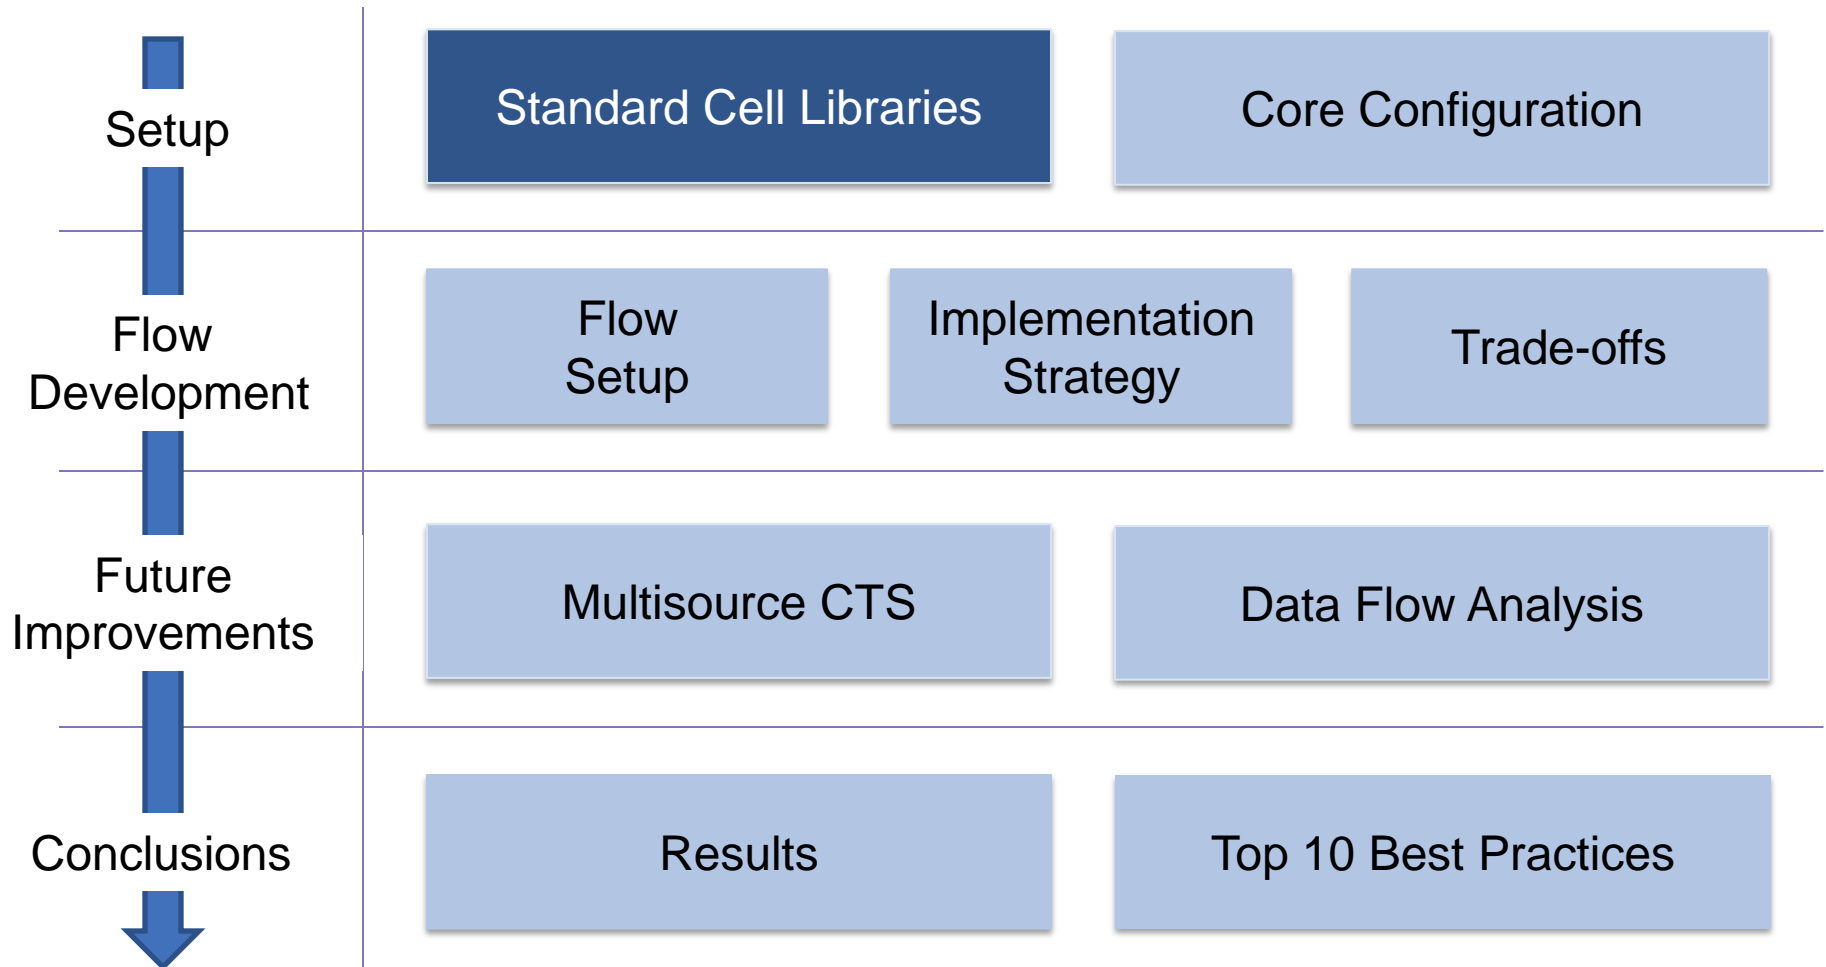 Setup
Standard Cell Libraries
Core Configuration
Flow
Development
Flow
Setup
Implementation
Strategy
Trade-offs
Future
Improvements
Multisource CTS
Data Flow Analysis
Conclusions
Results
Top 10 Best Practices